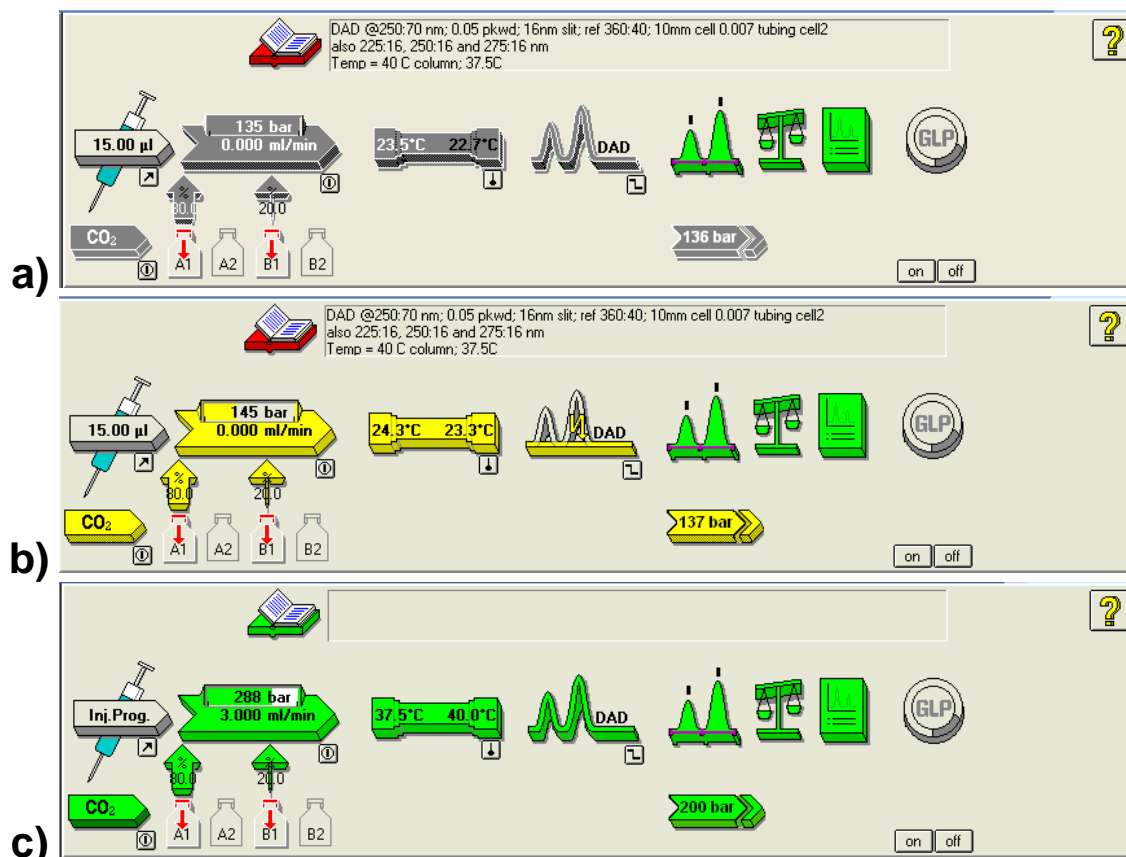 DAD @250:70 nm; 0.05 pkwd; 16nm slit; ref 360:40; 10mm cell 0.007 tubing cell2
also 225:16, 250:16 and 275:16 nm
Temp = 40 C column; 37.5C
?
15.00 µl
135 bar
0.000 ml/min
23.5°C 22.7°C
DAD
GLP
%
80.0
%
20.0
CO₂
A1 A2 B1 B2
136 bar
on off
a)
DAD @250:70 nm; 0.05 pkwd; 16nm slit; ref 360:40; 10mm cell 0.007 tubing cell2
also 225:16, 250:16 and 275:16 nm
Temp = 40 C column; 37.5C
?
15.00 µl
145 bar
0.000 ml/min
24.3°C 23.3°C
DAD
GLP
%
80.0
%
20.0
CO₂
A1 A2 B1 B2
137 bar
on off
b)
?
Inj.Prog.
288 bar
3.000 ml/min
37.5°C 40.0°C
DAD
GLP
%
80.0
%
20.0
CO₂
A1 A2 B1 B2
200 bar
on off
c)